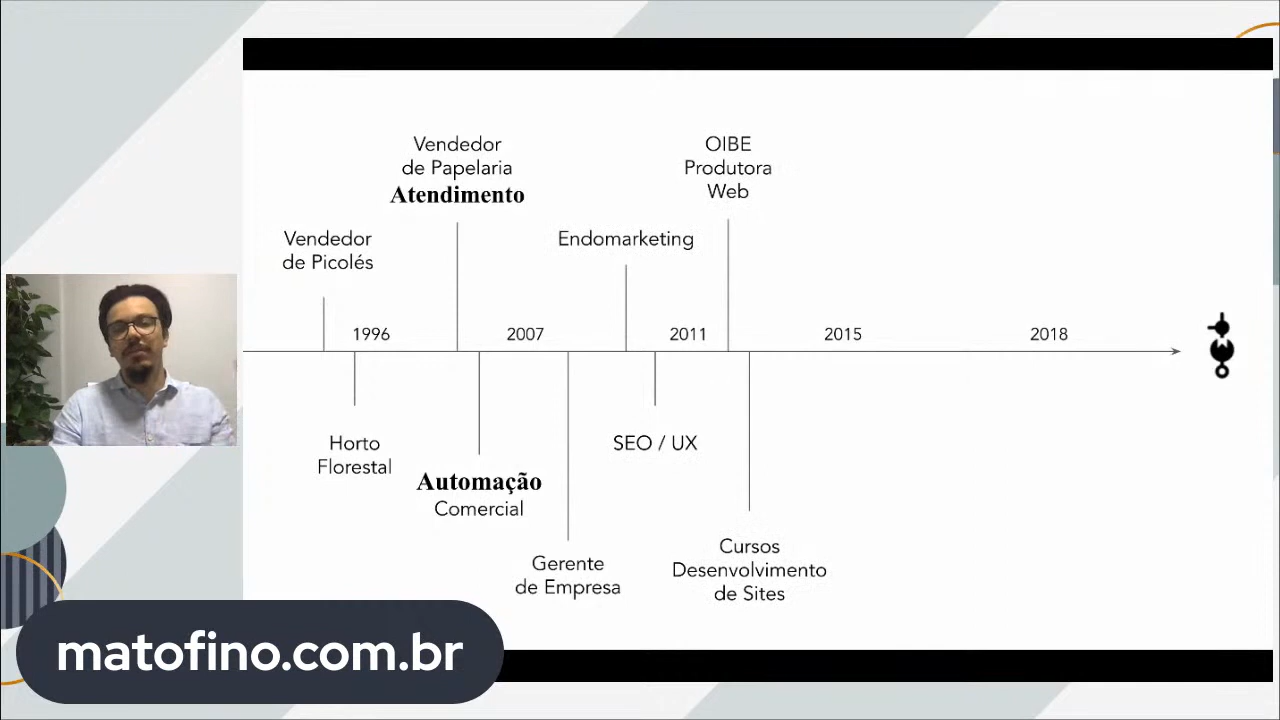 Vendedor
de Papelaria
Atendimento
OIBE
Produtora
Web
Vendedor
de Picolés
Endomarketing
1996
2007
2011
2015
2018
Horto
Florestal
SEO / UX
Automação
Comercial
Gerente
de Empresa
Cursos
Desenvolvimento
de Sites
matofino.com.br